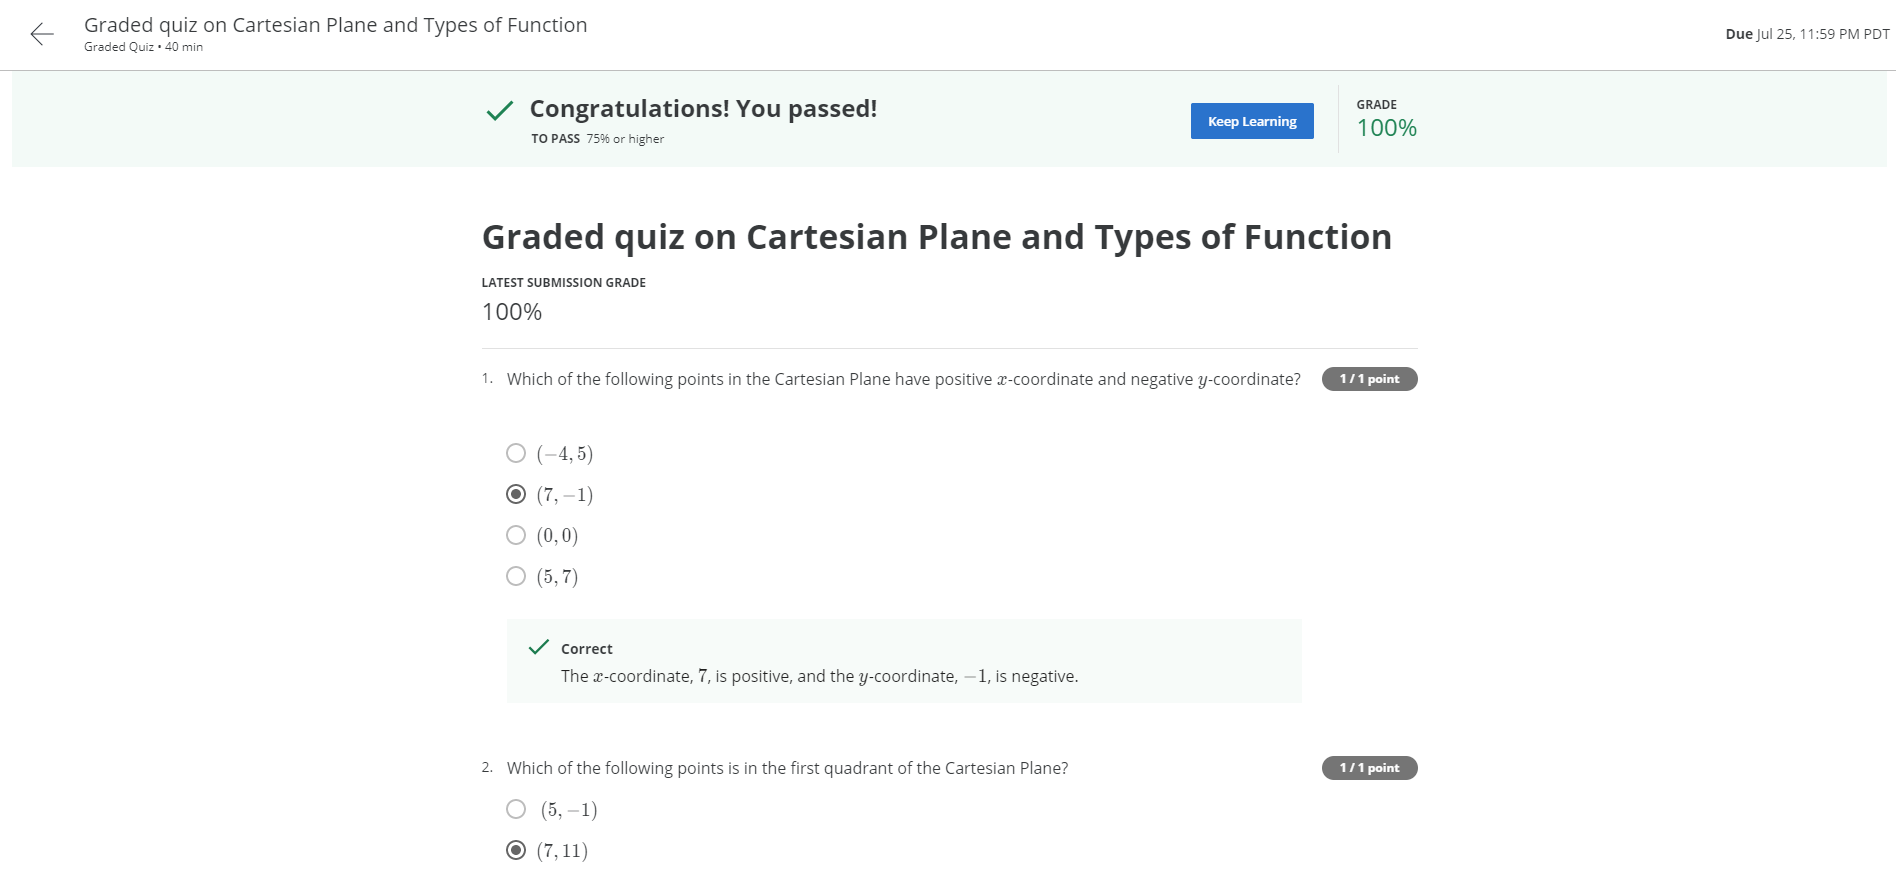 Graded quiz on Cartesian Plane and Types of Function
Graded Quiz • 40 min
Due Jul 25, 11:59 PM PDT
Congratulations! You passed!
TO PASS 75% or higher
Keep Learning
GRADE
100%
Graded quiz on Cartesian Plane and Types of Function
LATEST SUBMISSION GRADE
100%
1. Which of the following points in the Cartesian Plane have positive x-coordinate and negative y-coordinate?
1 / 1 point
(−4, 5)
(7, −1)
(0, 0)
(5, 7)
Correct
The x-coordinate, 7, is positive, and the y-coordinate, −1, is negative.
2. Which of the following points is in the first quadrant of the Cartesian Plane?
1 / 1 point
(5, −1)
(7, 11)